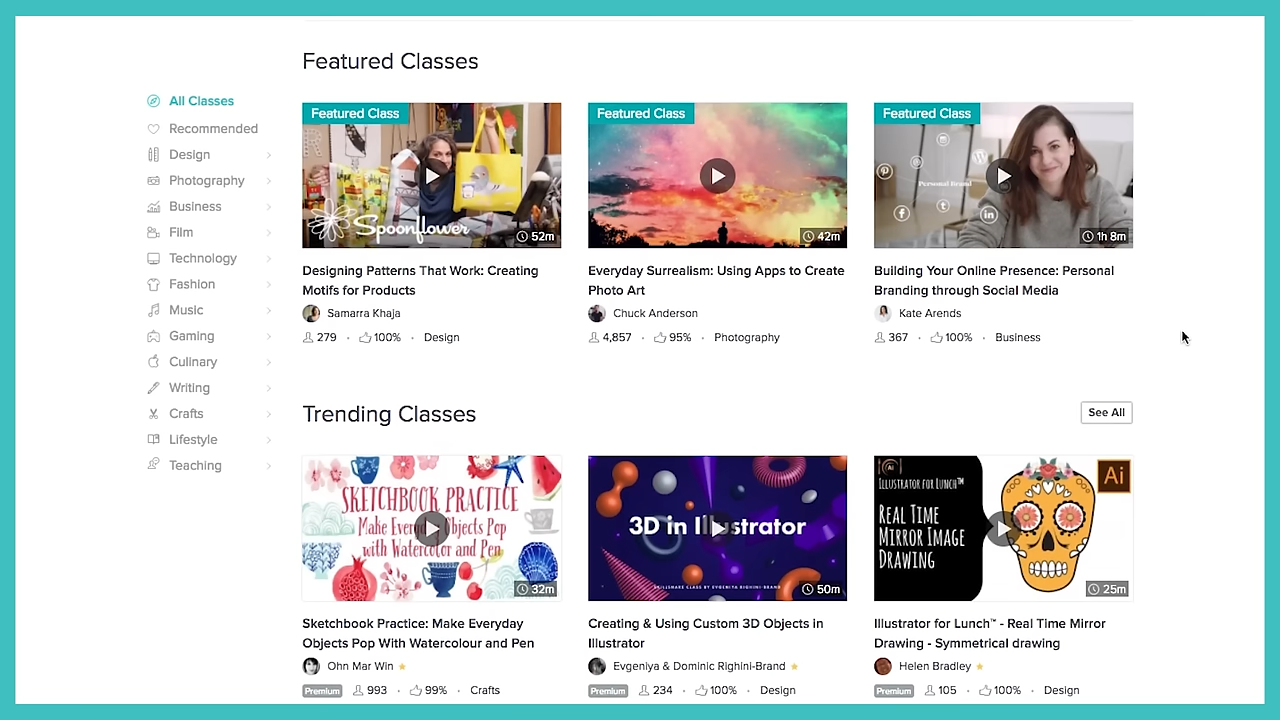 Featured Classes
All Classes
Recommended
Design
Photography
Business
Film
Technology
Fashion
Music
Gaming
Culinary
Writing
Crafts
Lifestyle
Teaching
Featured Class
Spoonflower
52m
Designing Patterns That Work: Creating
Motifs for Products
Samarra Khaja
279 · 100% · Design
Featured Class
42m
Everyday Surrealism: Using Apps to Create
Photo Art
Chuck Anderson
4,857 · 95% · Photography
Featured Class
Personal Brand
1h 8m
Building Your Online Presence: Personal
Branding through Social Media
Kate Arends
367 · 100% · Business
Trending Classes
See All
SKETCHBOOK PRACTICE
Make Everyday Objects Pop
with Watercolor and Pen
32m
Sketchbook Practice: Make Everyday
Objects Pop With Watercolour and Pen
Ohn Mar Win
Premium 993 · 99% · Crafts
3D in Illustrator
SKILLSHARE CLASS BY EVGENIYA RIGHINI-BRAND
50m
Creating & Using Custom 3D Objects in
Illustrator
Evgeniya & Dominic Righini-Brand
Premium 234 · 100% · Design
Ai
ILLUSTRATOR FOR LUNCH™
REAL TIME
MIRROR IMAGE
DRAWING
Ai
25m
Illustrator for Lunch™ - Real Time Mirror
Drawing - Symmetrical drawing
Helen Bradley
Premium 105 · 100% · Design